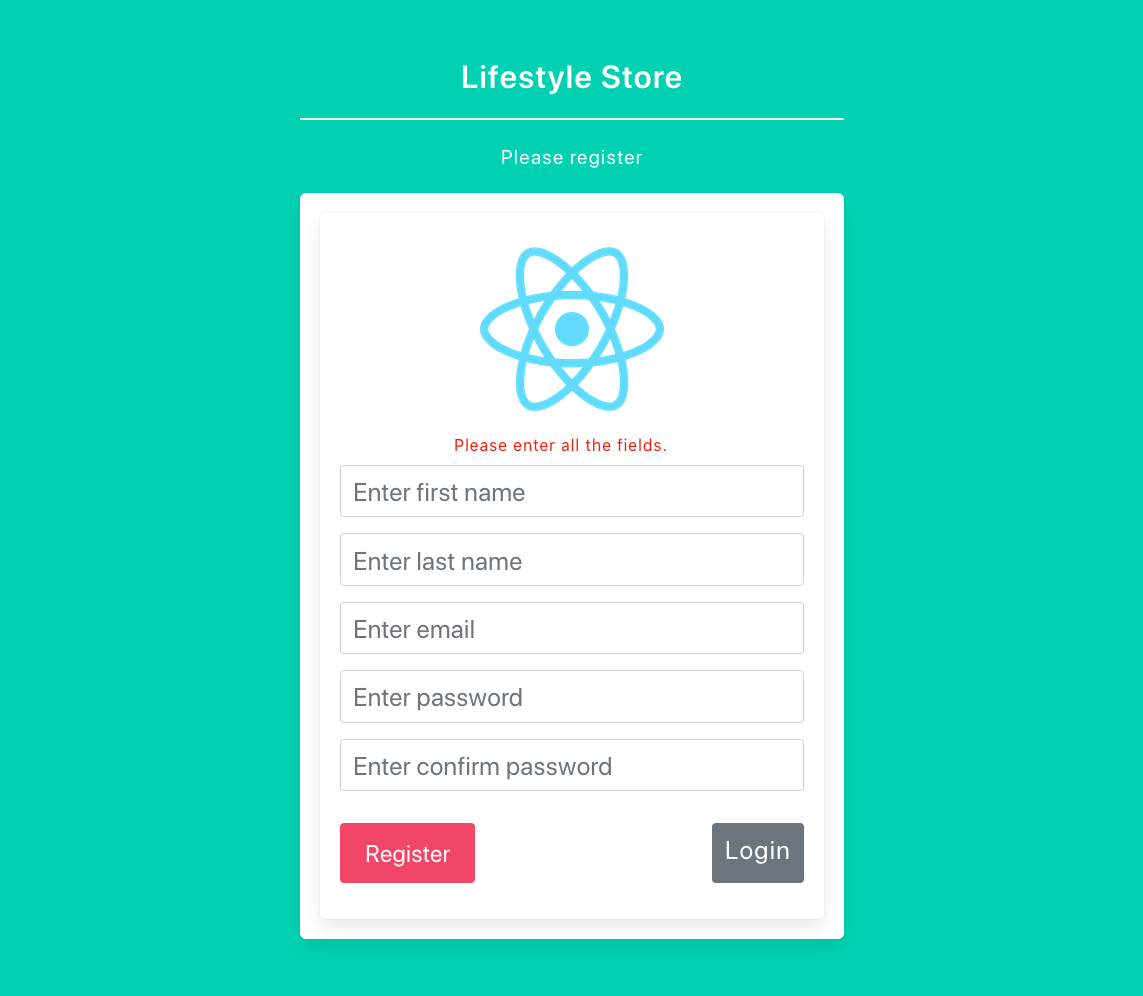 Lifestyle Store
Please register
Please enter all the fields.
Enter first name
Enter last name
Enter email
Enter password
Enter confirm password
Register
Login